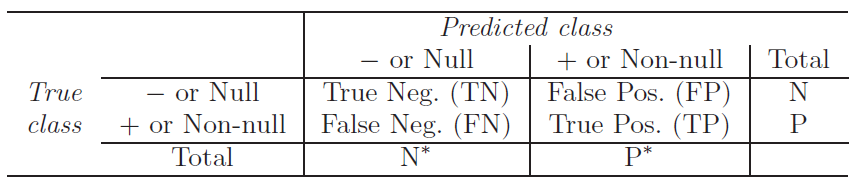 Predicted class
− or Null + or Non-null Total
True − or Null True Neg. (TN) False Pos. (FP) N
class + or Non-null False Neg. (FN) True Pos. (TP) P
Total N* P*